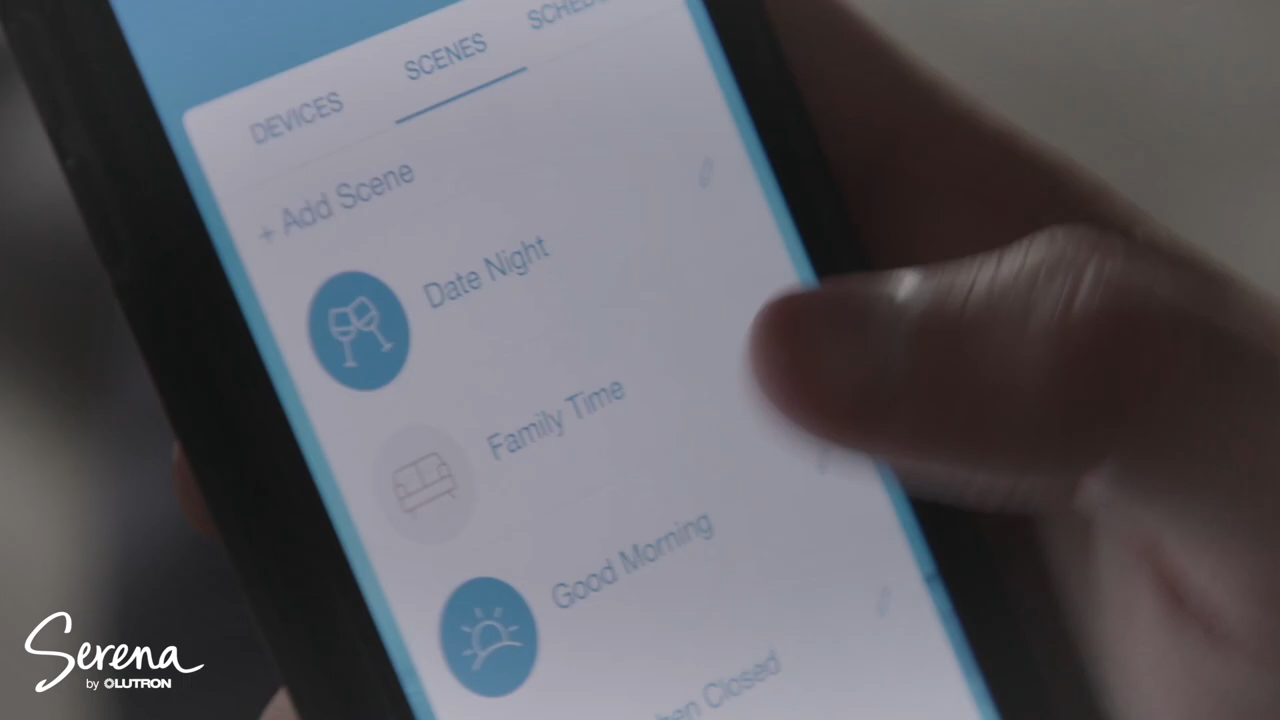 DEVICES
SCENES
+ Add Scene
Date Night
Family Time
Good Morning
Closed
Serena
by LUTRON